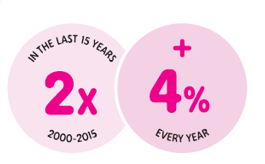 IN THE LAST 15 YEARS
2x
2000-2015
+
4%
EVERY YEAR